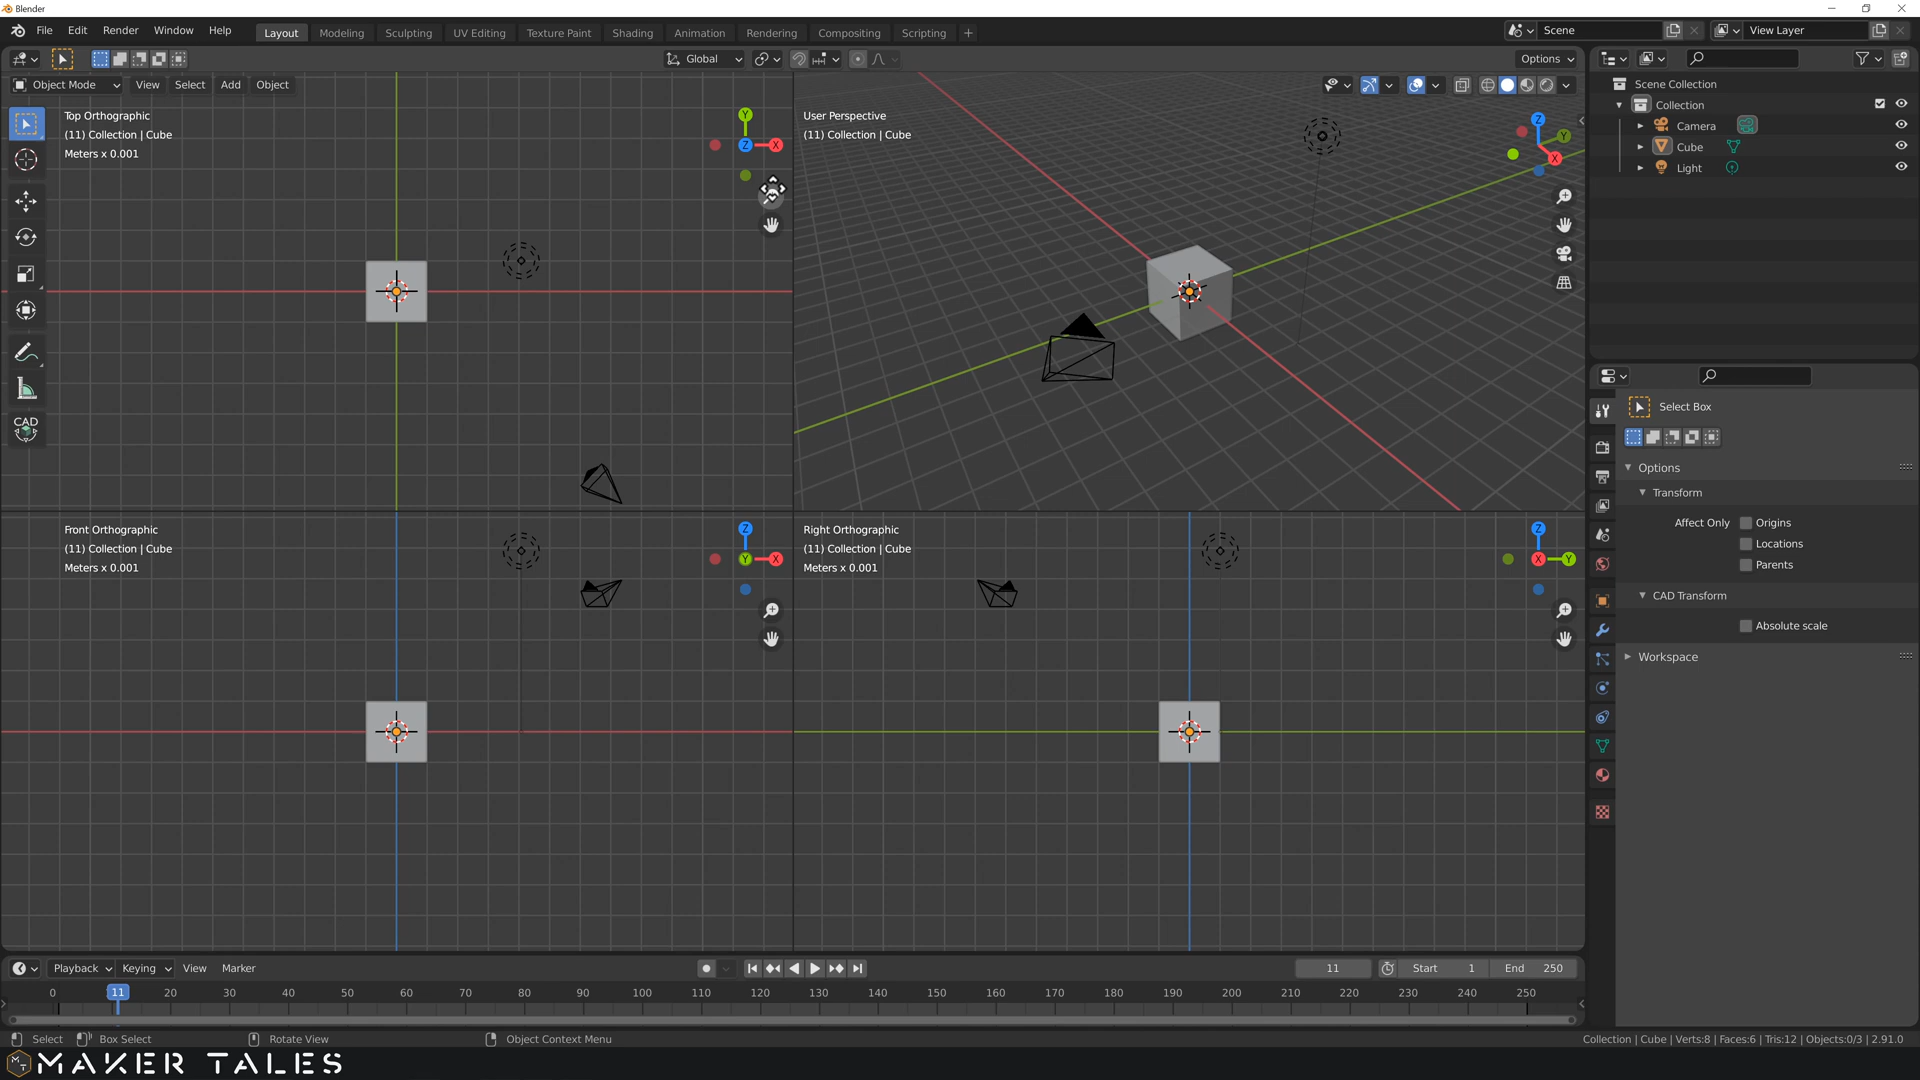 Blender
File Edit Render Window Help Layout Modeling Sculpting UV Editing Texture Paint Shading Animation Rendering Compositing Scripting + Scene View Layer
Global Options
Object Mode View Select Add Object
Scene Collection
Collection
Camera
Cube
Light
Top Orthographic
(11) Collection | Cube
Meters x 0.001
Y
Z
X
User Perspective
(11) Collection | Cube
Z
Y
X
CAD
Select Box
Options
Transform
Affect Only Origins
Locations
Parents
CAD Transform
Absolute scale
Workspace
Front Orthographic
(11) Collection | Cube
Meters x 0.001
Z
Y
X
Right Orthographic
(11) Collection | Cube
Meters x 0.001
Z
X
Y
Playback Keying View Marker 11 Start 1 End 250
0 11 20 30 40 50 60 70 80 90 100 110 120 130 140 150 160 170 180 190 200 210 220 230 240 250
Select Box Select Rotate View Object Context Menu Collection | Cube | Verts:8 | Faces:6 | Tris:12 | Objects:0/3 | 2.91.0
MAKER TALES